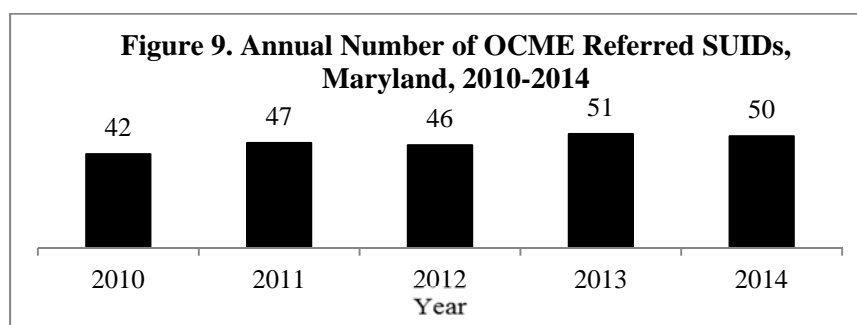 Figure 9. Annual Number of OCME Referred SUIDs,
Maryland, 2010-2014
42 47 46 51 50
2010 2011 2012 2013 2014
Year